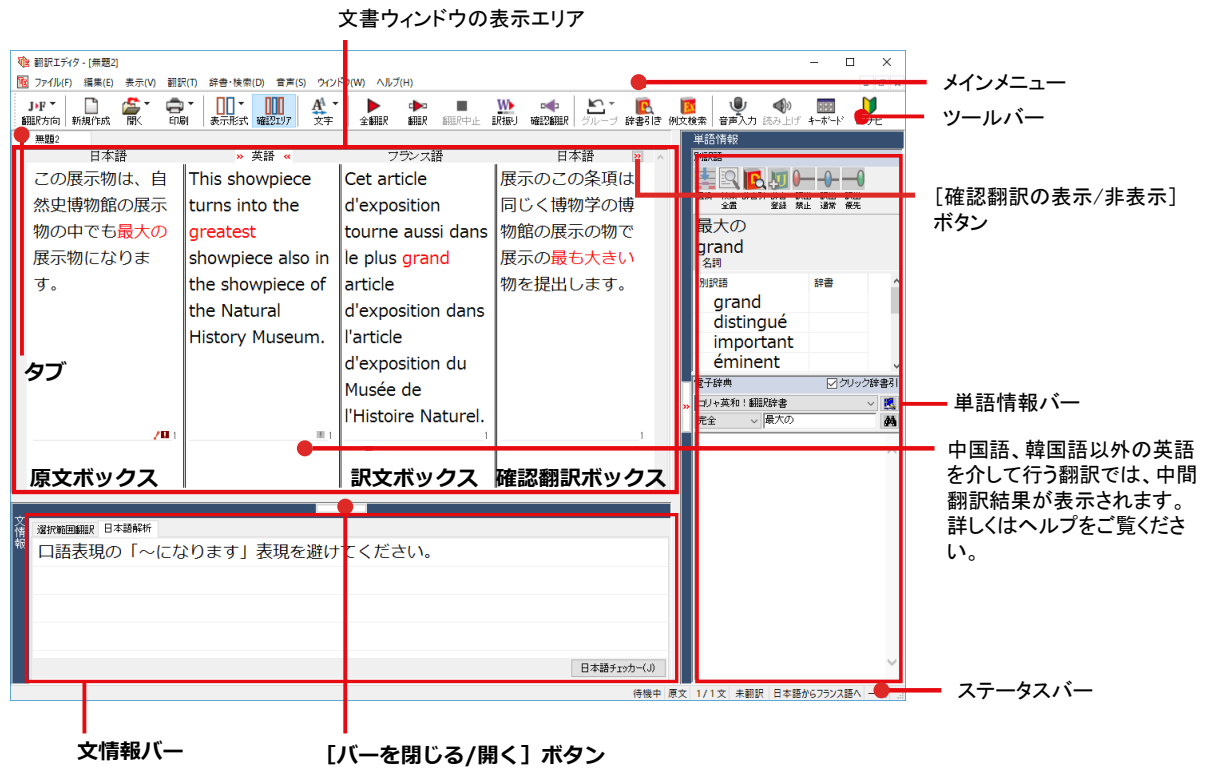 文書ウィンドウの表示エリア
翻訳エディタ - [無題2]
ファイル(F) 編集(E) 表示(V) 翻訳(T) 辞書・検索(D) 音声(S) ウィンドウ(W) ヘルプ(H)
メインメニュー
翻訳方向 新規作成 開く 印刷 表示形式 確認エリア 文字 全翻訳 翻訳 翻訳中止 訳振り 確認翻訳 グループ 辞書引き 例文検索 音声入力 読み上げ キーボード ナビ
ツールバー
無題2
単語情報
日本語 » 英語 « フランス語 日本語 »
別訳語
この展示物は、自
然史博物館の展示
物の中でも最大の
展示物になりま
す。
This showpiece
turns into the
greatest
showpiece also in
the showpiece of
the Natural
History Museum.
Cet article
d'exposition
tourne aussi dans
le plus grand
article
d'exposition dans
l'article
d'exposition du
Musée de
l'Histoire Naturel.
展示のこの条項は
同じく博物学の博
物館の展示の物で
展示の最も大きい
物を提出します。
全置 登録 禁止 通常 優先
最大の
grand
名詞
別訳語 辞書
grand
distingué
important
éminent
[確認翻訳の表示/非表示]
ボタン
タブ
電子辞典 クリック辞書引
コリャ英和!翻訳辞書
完全 最大の
単語情報バー
1 1 1 1
原文ボックス 訳文ボックス 確認翻訳ボックス
中国語、韓国語以外の英語
を介して行う翻訳では、中間
翻訳結果が表示されます。
詳しくはヘルプをご覧くださ
い。
文情報
選択範囲翻訳 日本語解析
口語表現の「~になります」表現を避けてください。
日本語チェッカー(J)
待機中 原文 1/1文 未翻訳 日本語からフランス語へ
ステータスバー
文情報バー
[バーを閉じる/開く] ボタン